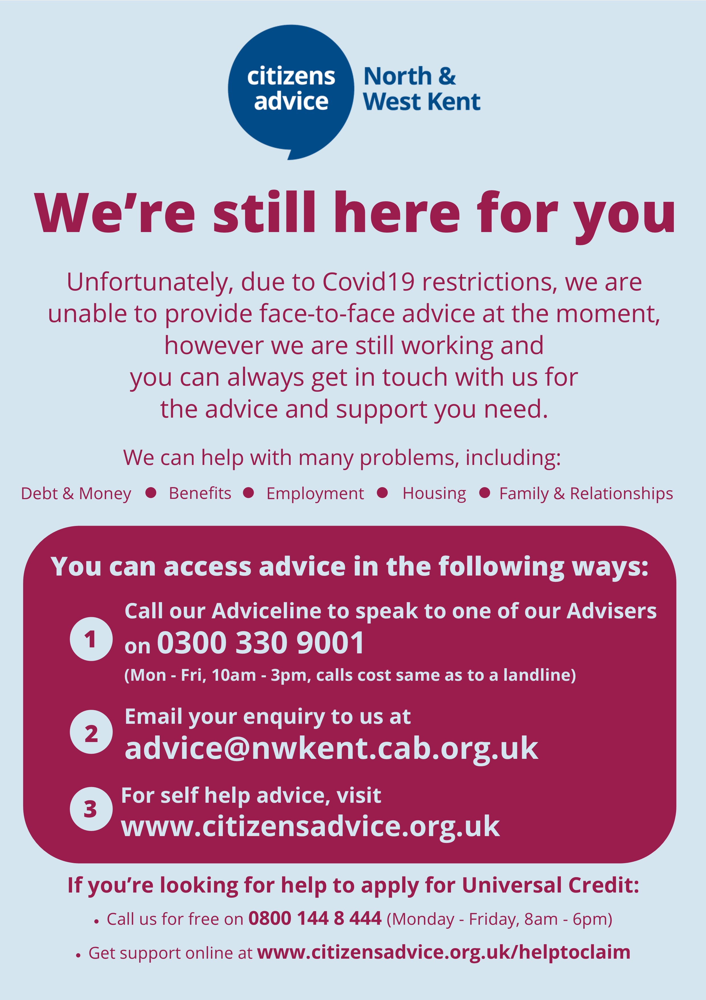 citizens
advice
North &
West Kent
We’re still here for you
Unfortunately, due to Covid19 restrictions, we are
unable to provide face-to-face advice at the moment,
however we are still working and
you can always get in touch with us for
the advice and support you need.
We can help with many problems, including:
Debt & Money ● Benefits ● Employment ● Housing ● Family & Relationships
You can access advice in the following ways:
1
Call our Adviceline to speak to one of our Advisers
on 0300 330 9001
(Mon - Fri, 10am - 3pm, calls cost same as to a landline)
2
Email your enquiry to us at
advice@nwkent.cab.org.uk
3
For self help advice, visit
www.citizensadvice.org.uk
If you’re looking for help to apply for Universal Credit:
• Call us for free on 0800 144 8 444 (Monday - Friday, 8am - 6pm)
• Get support online at www.citizensadvice.org.uk/helptoclaim